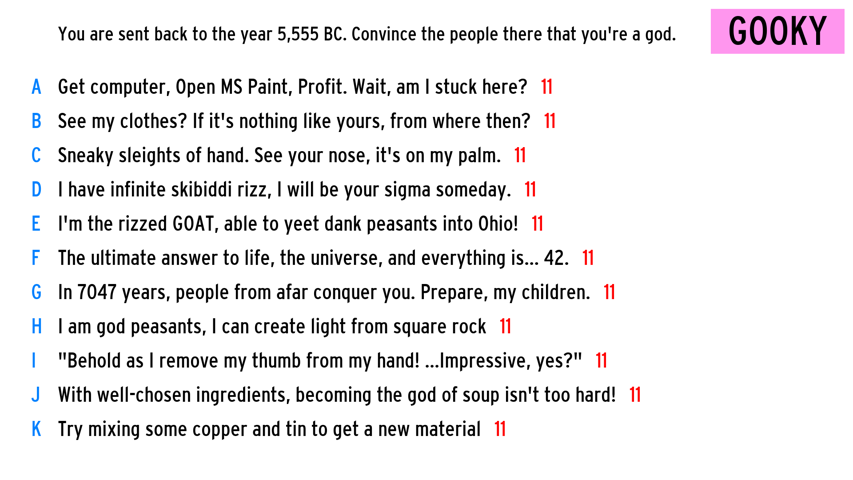 You are sent back to the year 5,555 BC. Convince the people there that you're a god.
GOOKY
A Get computer, Open MS Paint, Profit. Wait, am I stuck here? 11
B See my clothes? If it's nothing like yours, from where then? 11
C Sneaky sleights of hand. See your nose, it's on my palm. 11
D I have infinite skibiddi rizz, I will be your sigma someday. 11
E I'm the rizzed GOAT, able to yeet dank peasants into Ohio! 11
F The ultimate answer to life, the universe, and everything is... 42. 11
G In 7047 years, people from afar conquer you. Prepare, my children. 11
H I am god peasants, I can create light from square rock 11
I "Behold as I remove my thumb from my hand! ...Impressive, yes?" 11
J With well-chosen ingredients, becoming the god of soup isn't too hard! 11
K Try mixing some copper and tin to get a new material 11